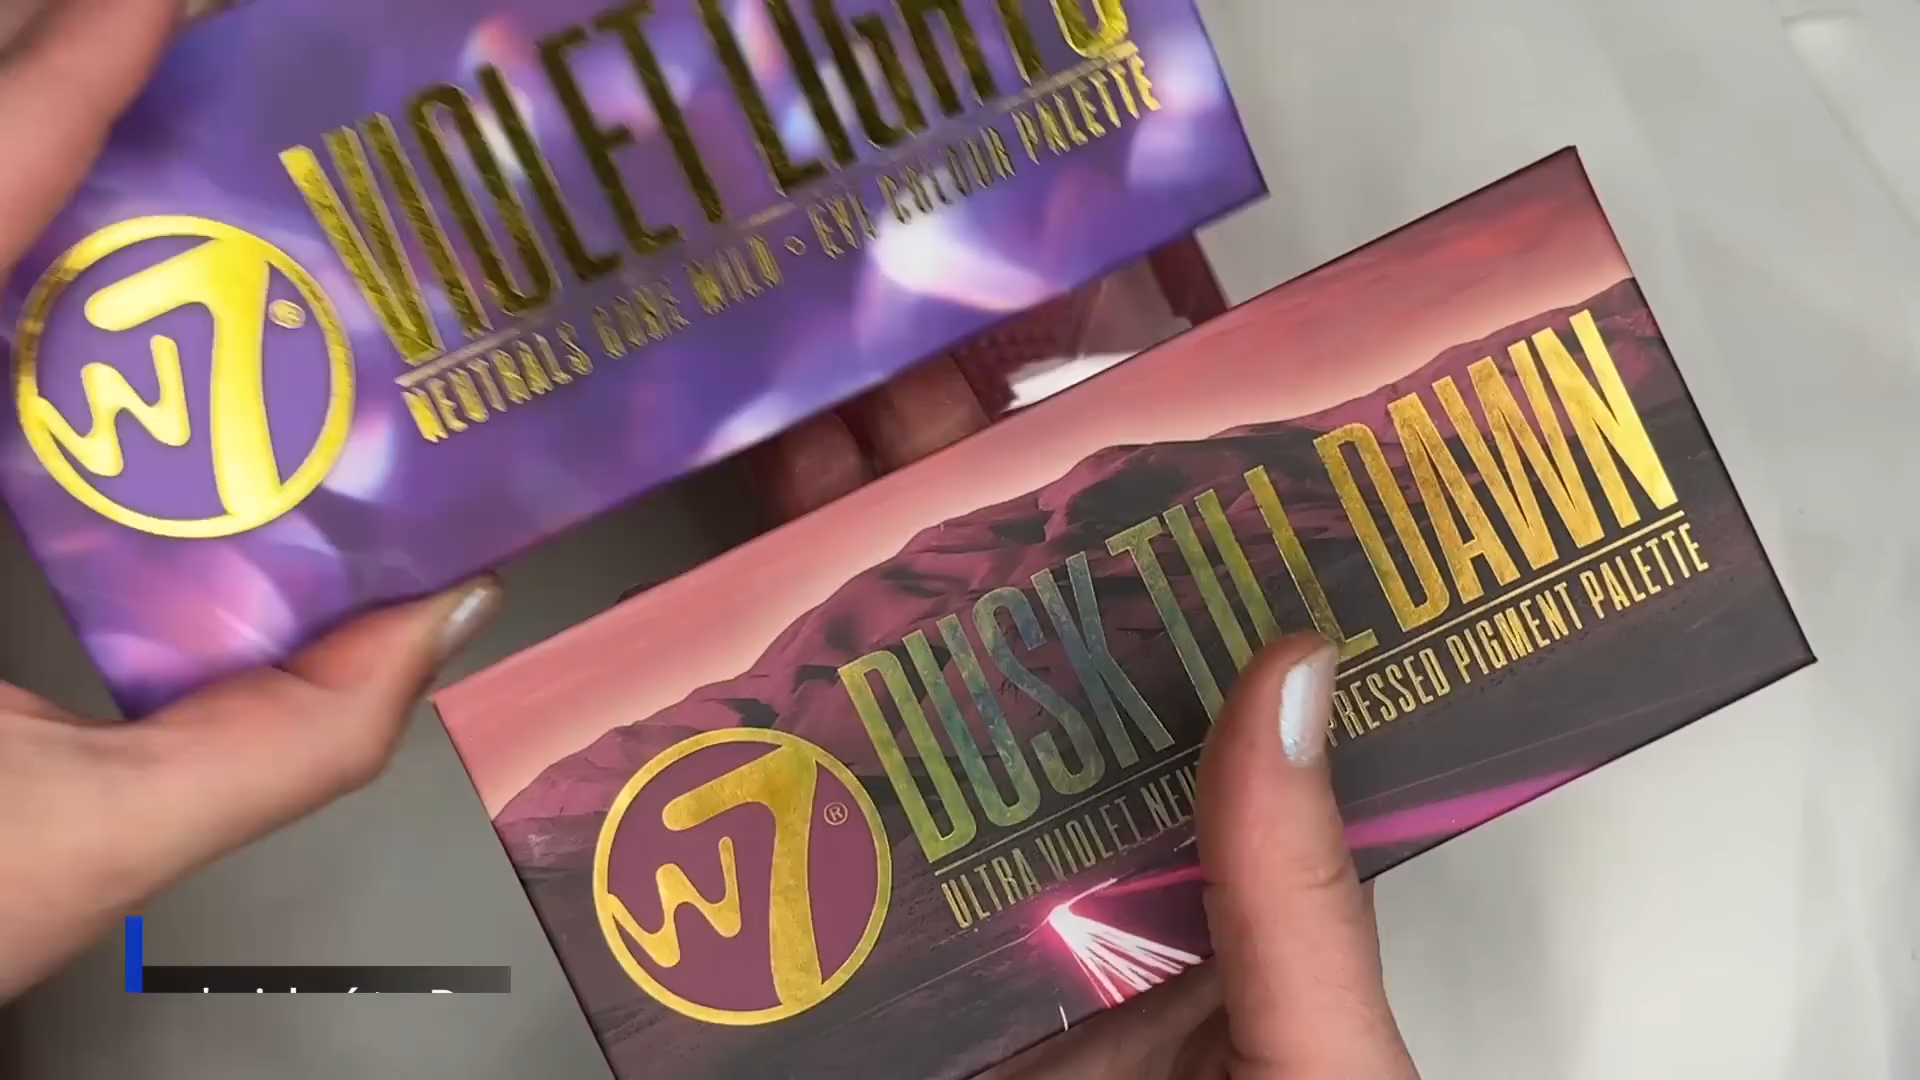 VIOLET LIGHTS
NEUTRALS GONE WILD • EYE COLOUR PALETTE
W7®
DUSK TILL DAWN
ULTRA VIOLET PRESSED PIGMENT PALETTE
W7®